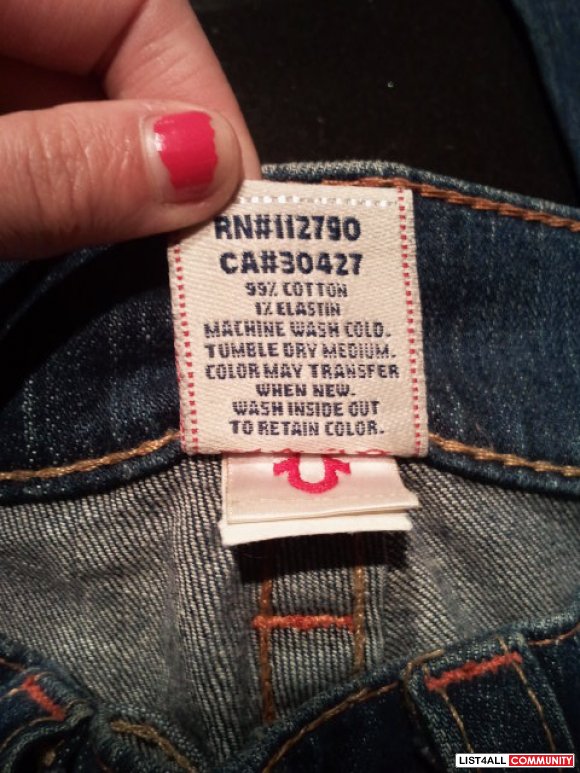 RN#112790
CA#30427
99% COTTON
1% ELASTIN
MACHINE WASH COLD.
TUMBLE DRY MEDIUM.
COLOR MAY TRANSFER
WHEN NEW.
WASH INSIDE OUT
TO RETAIN COLOR.
LIST4ALL COMMUNITY